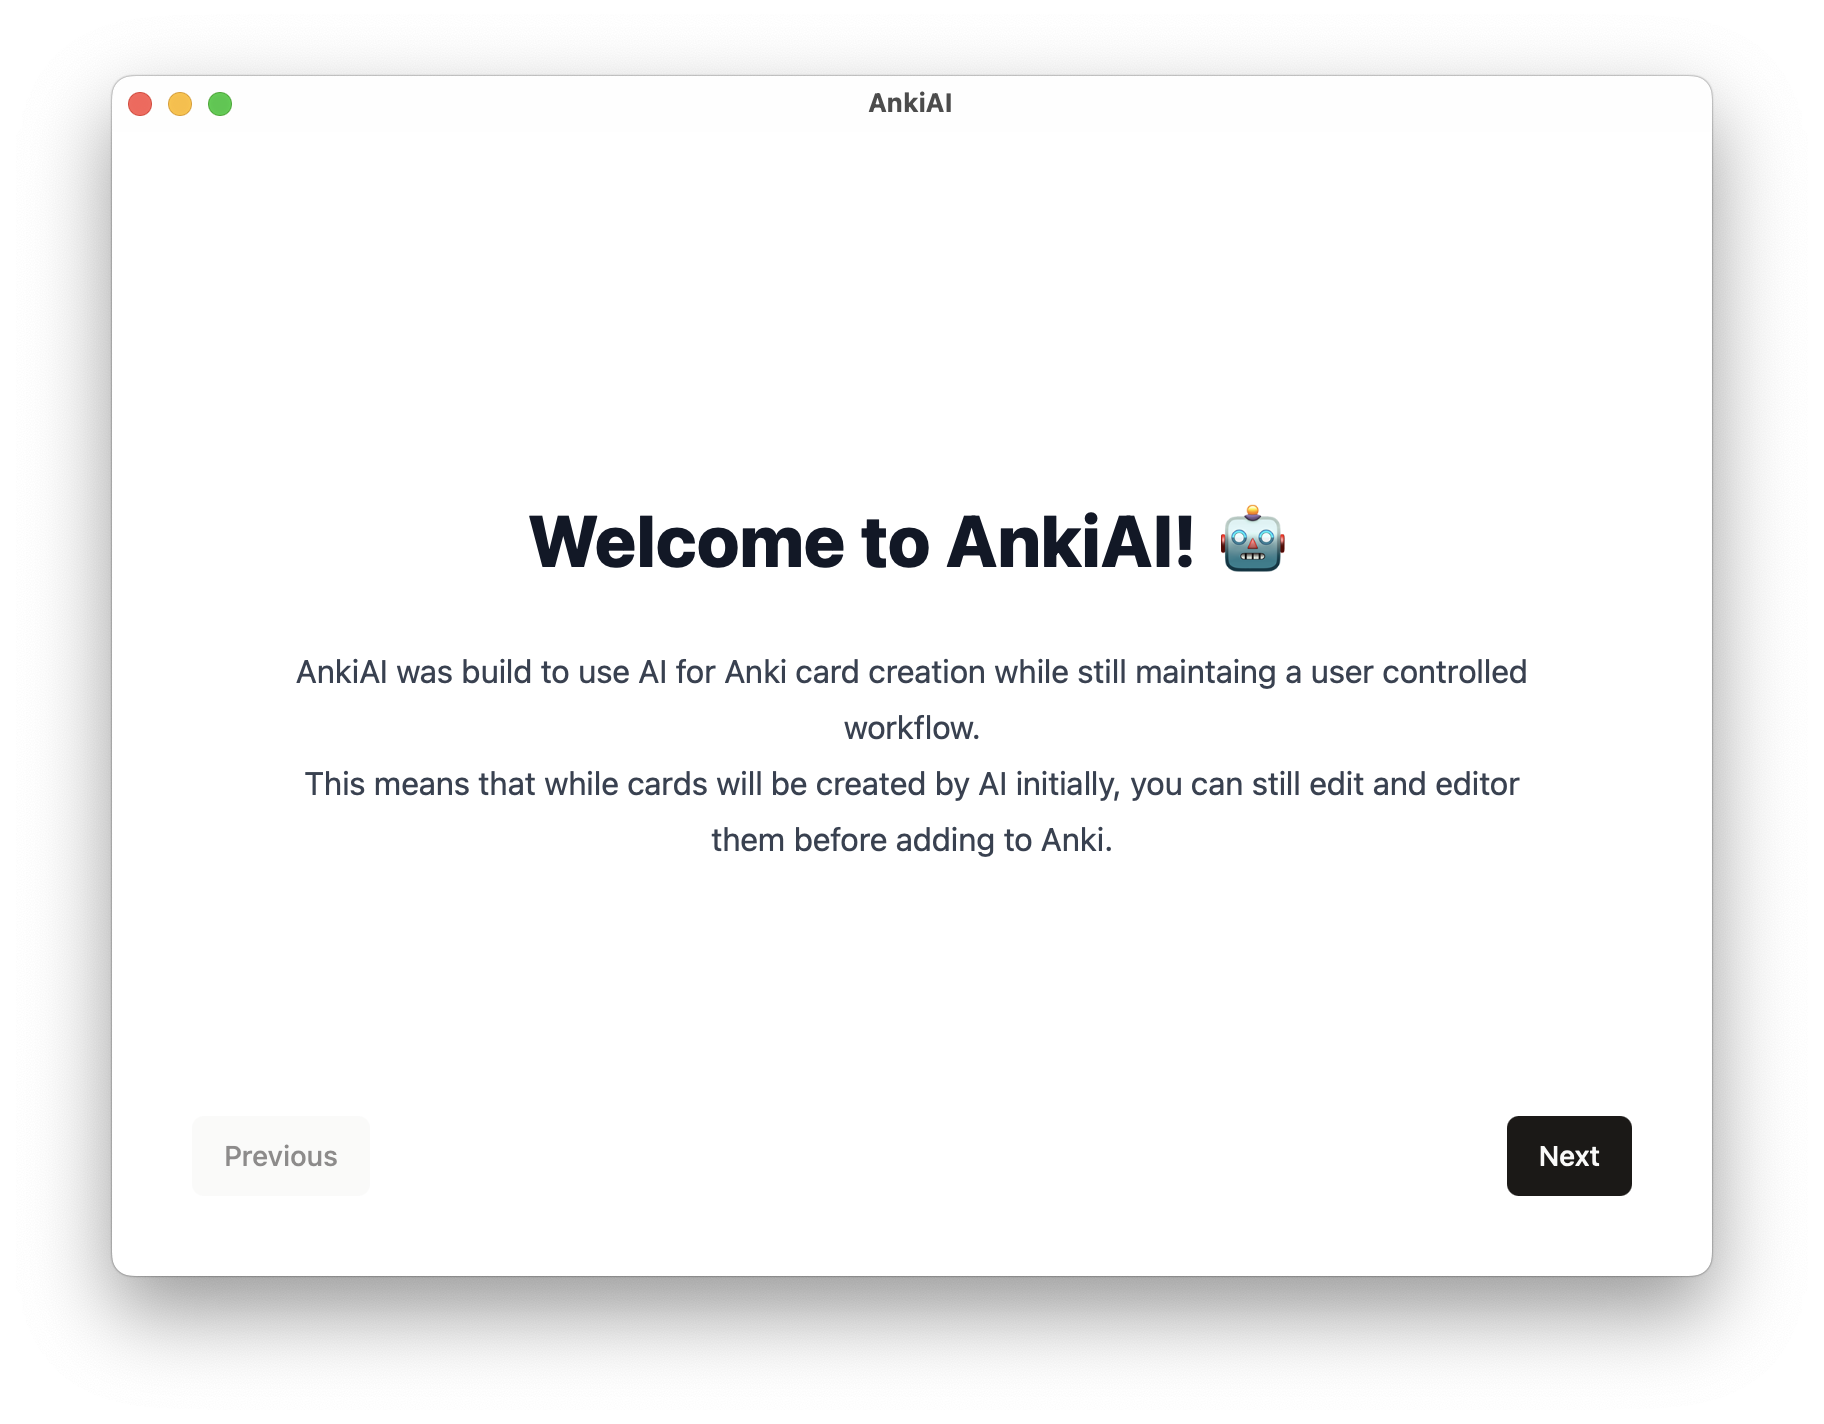 AnkiAI
Welcome to AnkiAI! 🤖
AnkiAI was build to use AI for Anki card creation while still maintaing a user controlled
workflow.
This means that while cards will be created by AI initially, you can still edit and editor
them before adding to Anki.
Previous
Next